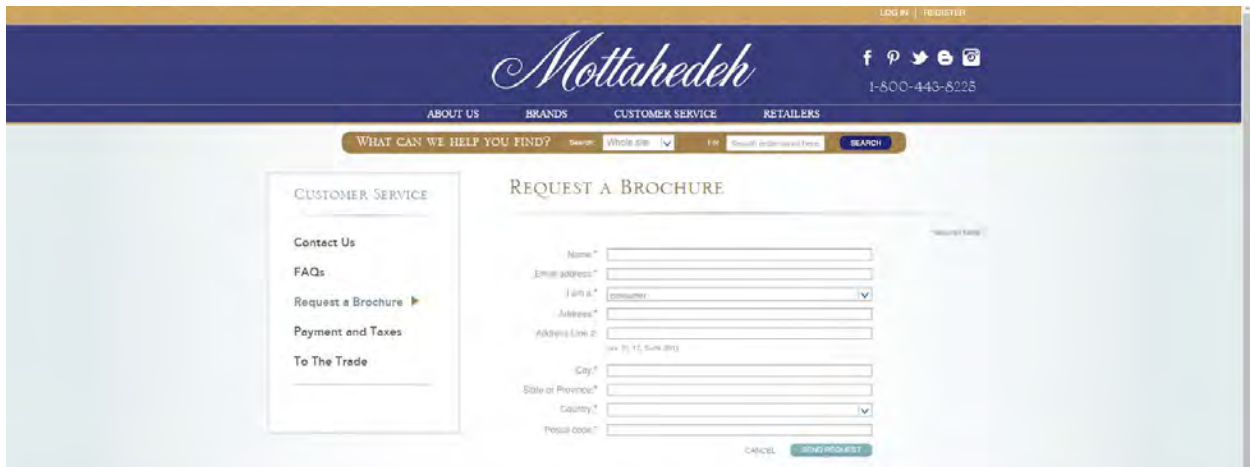 LOG IN | REGISTER
Mottahedeh
1-800-443-8225
ABOUT US BRANDS CUSTOMER SERVICE RETAILERS
WHAT CAN WE HELP YOU FIND? Search: Whole site For SEARCH
CUSTOMER SERVICE
Contact Us
FAQs
Request a Brochure
Payment and Taxes
To The Trade
REQUEST A BROCHURE
*required fields
Name:*
Email address:*
I am a:* consumer
Address:*
Address Line 2:
City:*
State or Province:*
Country:*
Postal code:*
CANCEL SEND REQUEST